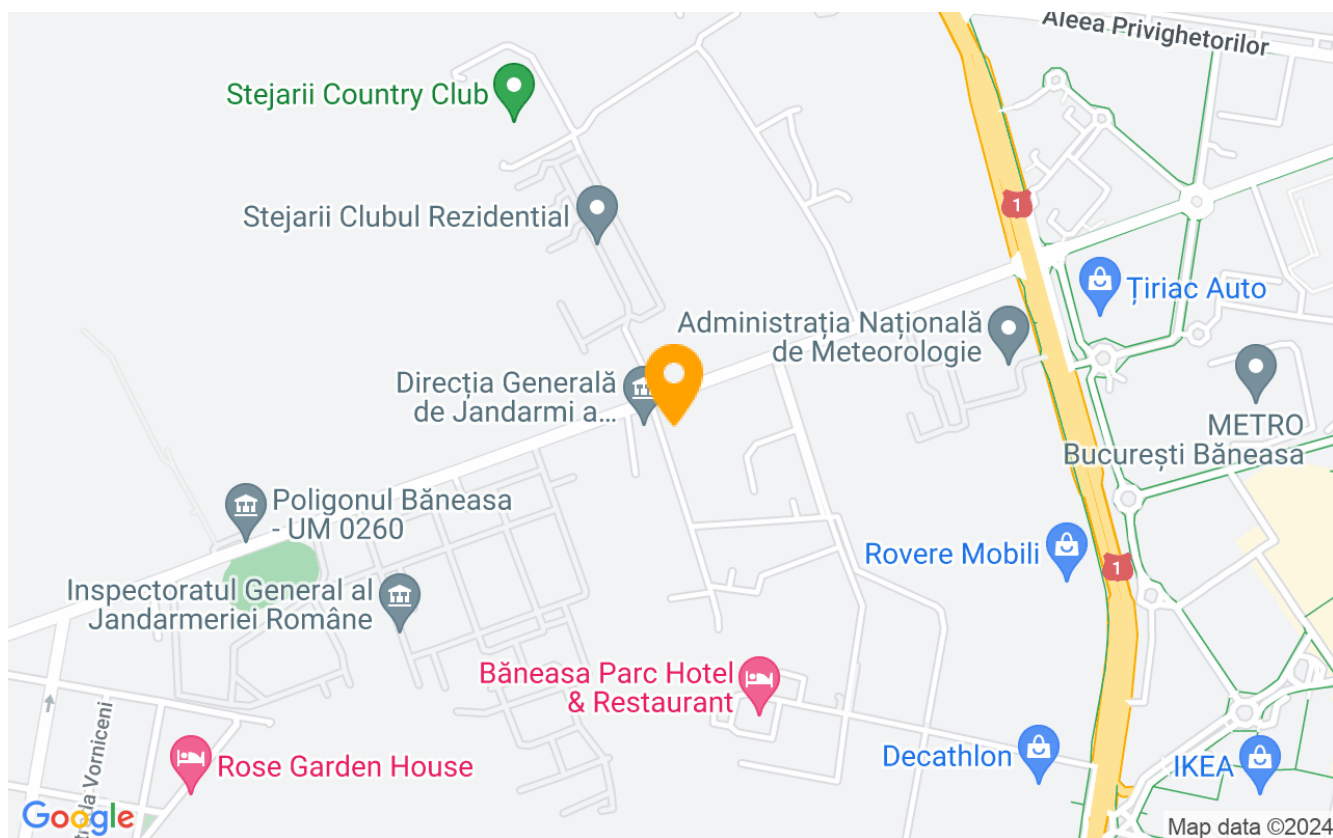 Aleea Privighetorilor
Stejarii Country Club
Stejarii Clubul Rezidential
1
Țiriac Auto
Administrația Națională
de Meteorologie
Direcția Generală
de Jandarmi a...
METRO
București Băneasa
Poligonul Băneasa
- UM 0260
Rovere Mobili
1
Inspectoratul General al
Jandarmeriei Române
Băneasa Parc Hotel
& Restaurant
Vorniceni
Rose Garden House
Decathlon
IKEA
Google
Map data ©2024